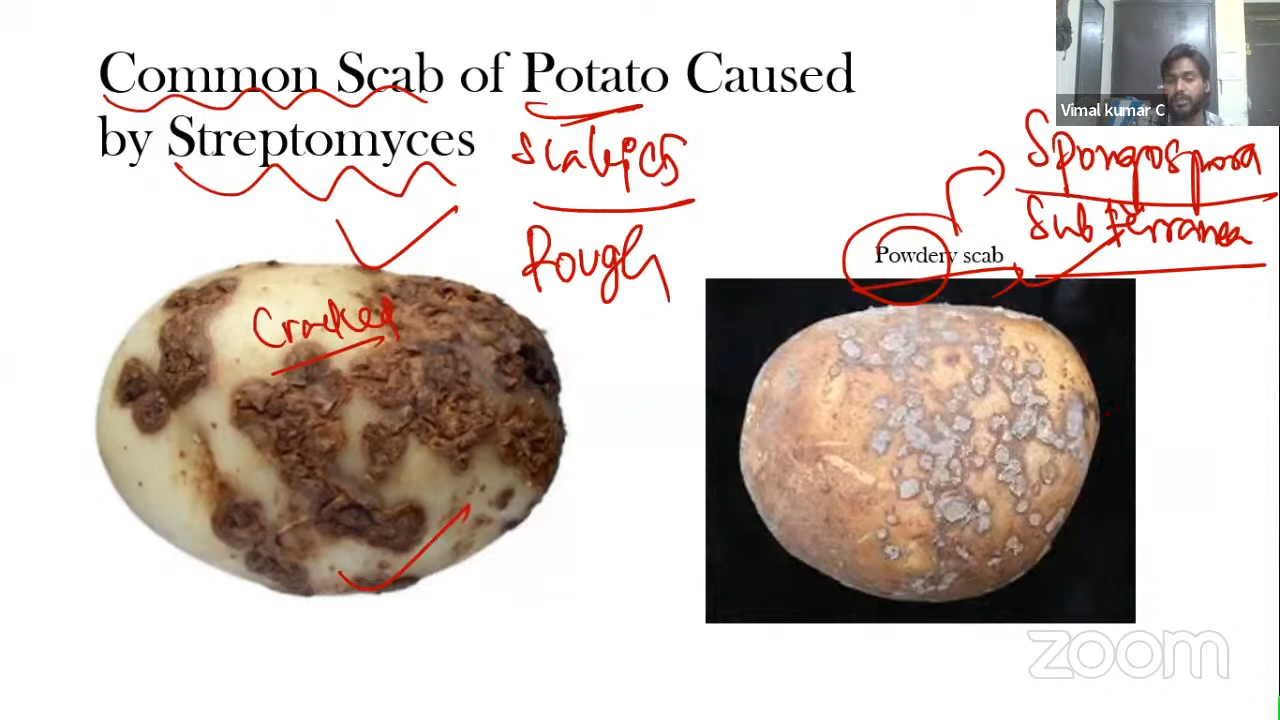 Common Scab of Potato Caused
by Streptomyces
Scabies
Rough
Cracked
Vimal kumar C
Spongospora
Subterranea
Powdery scab
zoom